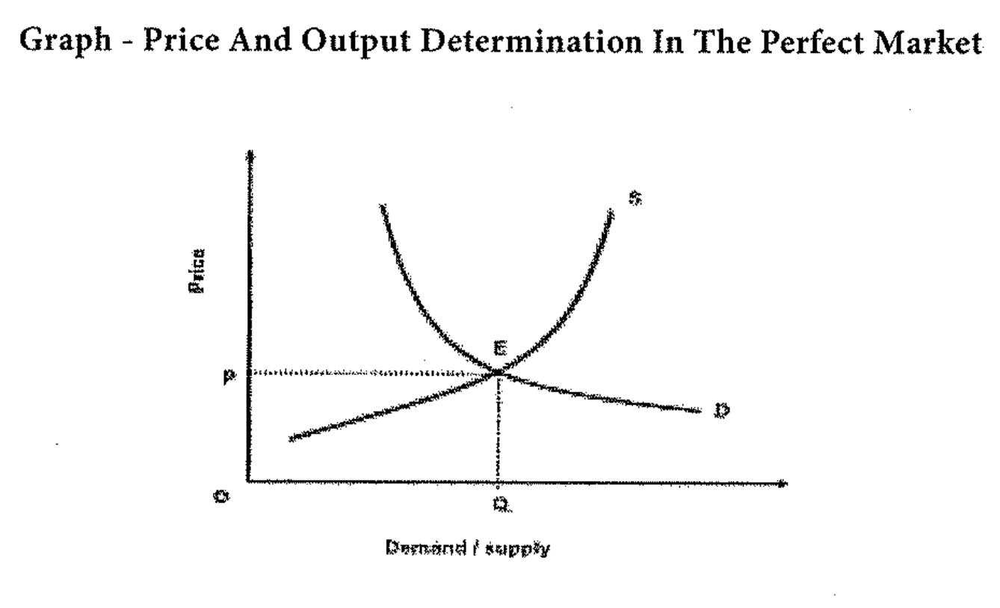 Graph - Price And Output Determination In The Perfect Market
S
Price
E
P
D
O
Q
Demand / supply